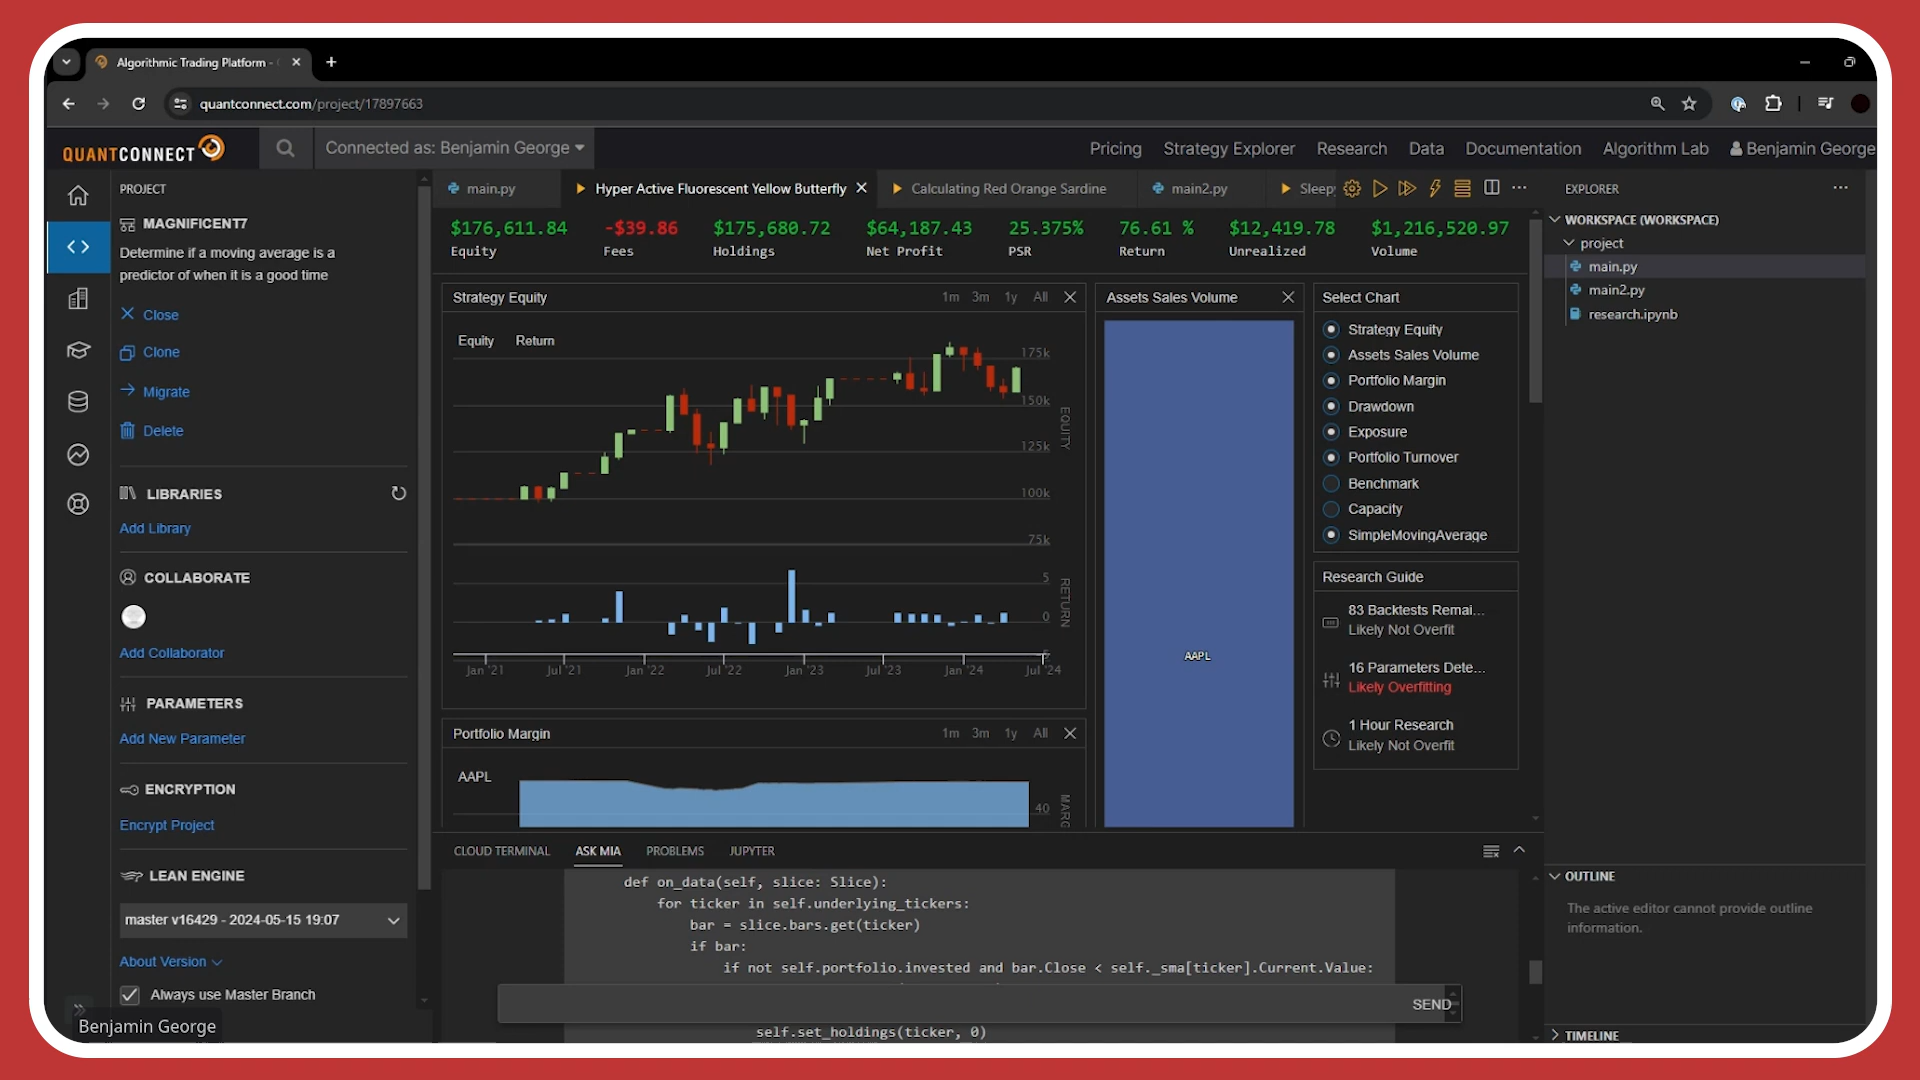 Algorithmic Trading Platform -
quantconnect.com/project/17897663
QUANTCONNECT
Connected as: Benjamin George
Pricing
Strategy Explorer
Research
Data
Documentation
Algorithm Lab
Benjamin George
PROJECT
MAGNIFICENT7
Determine if a moving average is a
predictor of when it is a good time
Close
Clone
Migrate
Delete
LIBRARIES
Add Library
COLLABORATE
Add Collaborator
PARAMETERS
Add New Parameter
ENCRYPTION
Encrypt Project
LEAN ENGINE
master v16429 - 2024-05-15 19:07
About Version
Always use Master Branch
Benjamin George
main.py
Hyper Active Fluorescent Yellow Butterfly
Calculating Red Orange Sardine
main2.py
Sleepy
$176,611.84 -$39.86 $175,680.72 $64,187.43 25.375% 76.61 % $12,419.78 $1,216,520.97
Equity Fees Holdings Net Profit PSR Return Unrealized Volume
Strategy Equity
1m 3m 1y All
Equity Return
175k
150k
125k
100k
75k
EQUITY
5
0
5
RETURN
Jan '21 Jul '21 Jan '22 Jul '22 Jan '23 Jul '23 Jan '24 Jul '24
Portfolio Margin
1m 3m 1y All
AAPL
40
MARG
Assets Sales Volume
AAPL
Select Chart
Strategy Equity
Assets Sales Volume
Portfolio Margin
Drawdown
Exposure
Portfolio Turnover
Benchmark
Capacity
SimpleMovingAverage
Research Guide
83 Backtests Remai...
Likely Not Overfit
16 Parameters Dete...
Likely Overfitting
1 Hour Research
Likely Not Overfit
CLOUD TERMINAL
ASK MIA
PROBLEMS
JUPYTER
def on_data(self, slice: Slice):
for ticker in self.underlying_tickers:
bar = slice.bars.get(ticker)
if bar:
if not self.portfolio.invested and bar.Close < self._sma[ticker].Current.Value:
SEND
self.set_holdings(ticker, 0)
EXPLORER
WORKSPACE (WORKSPACE)
project
main.py
main2.py
research.ipynb
OUTLINE
The active editor cannot provide outline
information.
TIMELINE